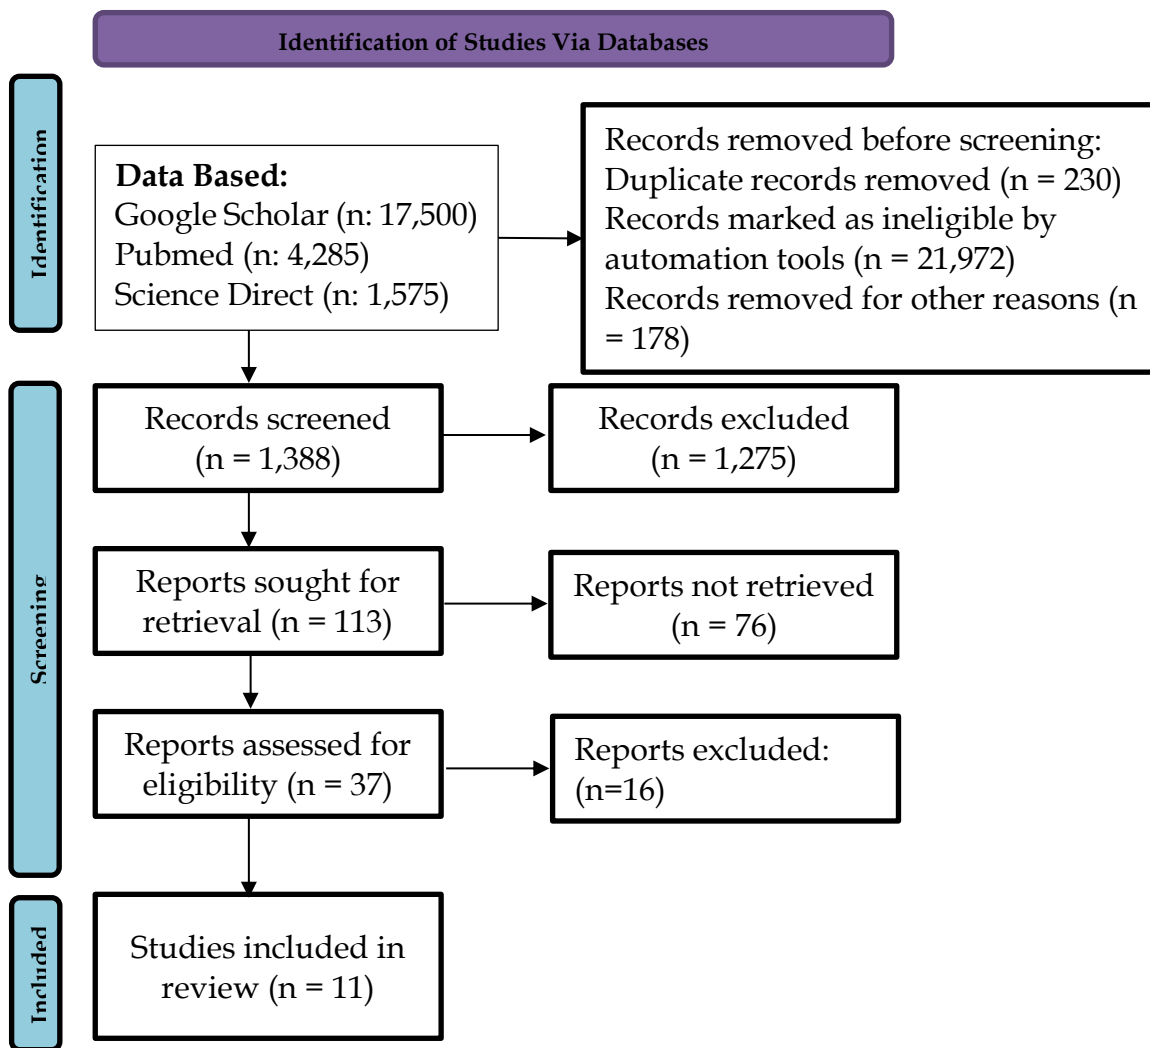 Identification of Studies Via Databases
Identification
Data Based:
Google Scholar (n: 17,500)
Pubmed (n: 4,285)
Science Direct (n: 1,575)
Records removed before screening:
Duplicate records removed (n = 230)
Records marked as ineligible by
automation tools (n = 21,972)
Records removed for other reasons (n
= 178)
Screening
Records screened
(n = 1,388)
Records excluded
(n = 1,275)
Reports sought for
retrieval (n = 113)
Reports not retrieved
(n = 76)
Reports assessed for
eligibility (n = 37)
Reports excluded:
(n=16)
Included
Studies included in
review (n = 11)